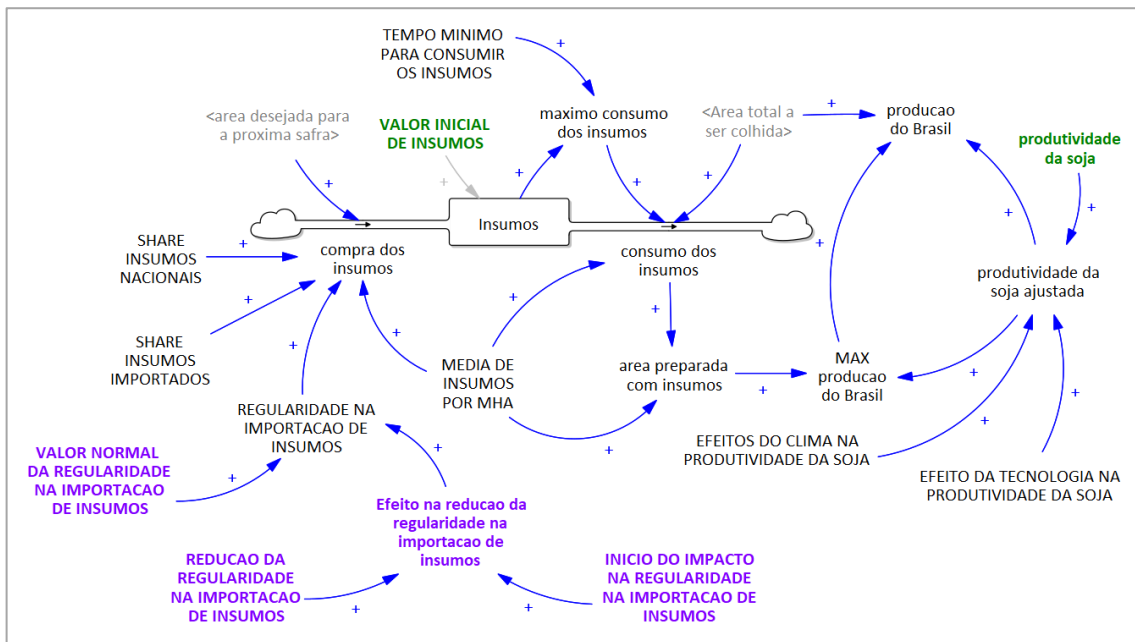 TEMPO MINIMO
PARA CONSUMIR
OS INSUMOS
+
<area desejada para
a proxima safra>
VALOR INICIAL
DE INSUMOS
maximo consumo
dos insumos
<Area total a
ser colhida>
+
producao
do Brasil
produtividade
da soja
+
+
+
+
+
+
+
Insumos
SHARE
INSUMOS
NACIONAIS
+
compra dos
insumos
consumo dos
insumos
produtividade da
soja ajustada
+
+
+
+
+
+
SHARE
INSUMOS
IMPORTADOS
+
+
MEDIA DE
INSUMOS
POR MHA
area preparada
com insumos
+
MAX
producao
do Brasil
+
+
+
REGULARIDADE NA
IMPORTACAO DE
INSUMOS
+
+
EFEITOS DO CLIMA NA
PRODUTIVIDADE DA SOJA
EFEITO DA TECNOLOGIA NA
PRODUTIVIDADE DA SOJA
VALOR NORMAL
DA REGULARIDADE
NA IMPORTACAO
DE INSUMOS
+
Efeito na reducao da
regularidade na
importacao de
insumos
REDUCAO DA
REGULARIDADE
NA IMPORTACAO
DE INSUMOS
+
INICIO DO IMPACTO
NA REGULARIDADE
NA IMPORTACAO DE
INSUMOS
+